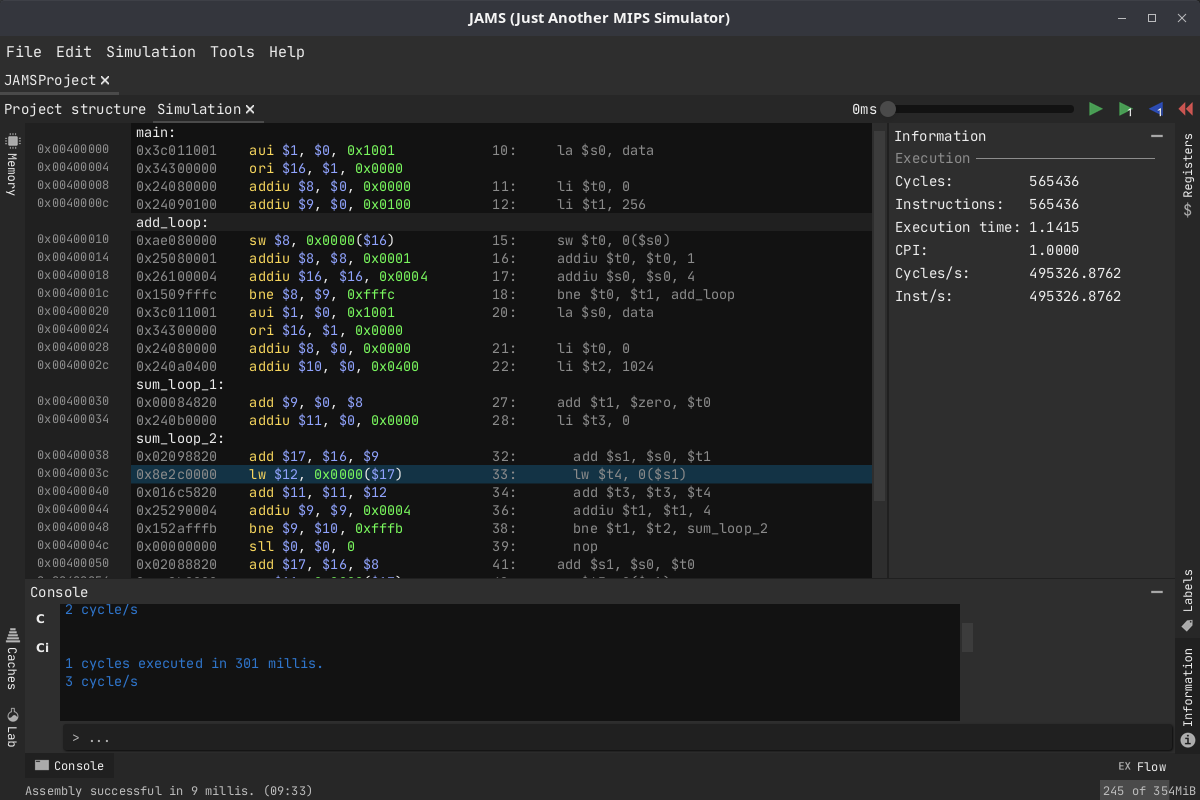 JAMS (Just Another MIPS Simulator)
File Edit Simulation Tools Help
JAMSProject
Project structure Simulation 0ms
main:
0x00400000 0x3c011001 aui $1, $0, 0x1001 10: la $s0, data
0x00400004 0x34300000 ori $16, $1, 0x0000
0x00400008 0x24080000 addiu $8, $0, 0x0000 11: li $t0, 0
0x0040000c 0x24090100 addiu $9, $0, 0x0100 12: li $t1, 256
add_loop:
0x00400010 0xae080000 sw $8, 0x0000($16) 15: sw $t0, 0($s0)
0x00400014 0x25080001 addiu $8, $8, 0x0001 16: addiu $t0, $t0, 1
0x00400018 0x26100004 addiu $16, $16, 0x0004 17: addiu $s0, $s0, 4
0x0040001c 0x1509fffc bne $8, $9, 0xfffc 18: bne $t0, $t1, add_loop
0x00400020 0x3c011001 aui $1, $0, 0x1001 20: la $s0, data
0x00400024 0x34300000 ori $16, $1, 0x0000
0x00400028 0x24080000 addiu $8, $0, 0x0000 21: li $t0, 0
0x0040002c 0x240a0400 addiu $10, $0, 0x0400 22: li $t2, 1024
sum_loop_1:
0x00400030 0x00084820 add $9, $0, $8 27: add $t1, $zero, $t0
0x00400034 0x240b0000 addiu $11, $0, 0x0000 28: li $t3, 0
sum_loop_2:
0x00400038 0x02098820 add $17, $16, $9 32: add $s1, $s0, $t1
0x0040003c 0x8e2c0000 lw $12, 0x0000($17) 33: lw $t4, 0($s1)
0x00400040 0x016c5820 add $11, $11, $12 34: add $t3, $t3, $t4
0x00400044 0x25290004 addiu $9, $9, 0x0004 36: addiu $t1, $t1, 4
0x00400048 0x152afffb bne $9, $10, 0xfffb 38: bne $t1, $t2, sum_loop_2
0x0040004c 0x00000000 sll $0, $0, 0 39: nop
0x00400050 0x02088820 add $17, $16, $8 41: add $s1, $s0, $t0
Information
Execution
Cycles: 565436
Instructions: 565436
Execution time: 1.1415
CPI: 1.0000
Cycles/s: 495326.8762
Inst/s: 495326.8762
Memory
Caches
Lab
Registers
Labels
Information
Console
C
Ci
2 cycle/s
1 cycles executed in 301 millis.
3 cycle/s
> ...
Console
EX Flow
Assembly successful in 9 millis. (09:33)
245 of 354MiB